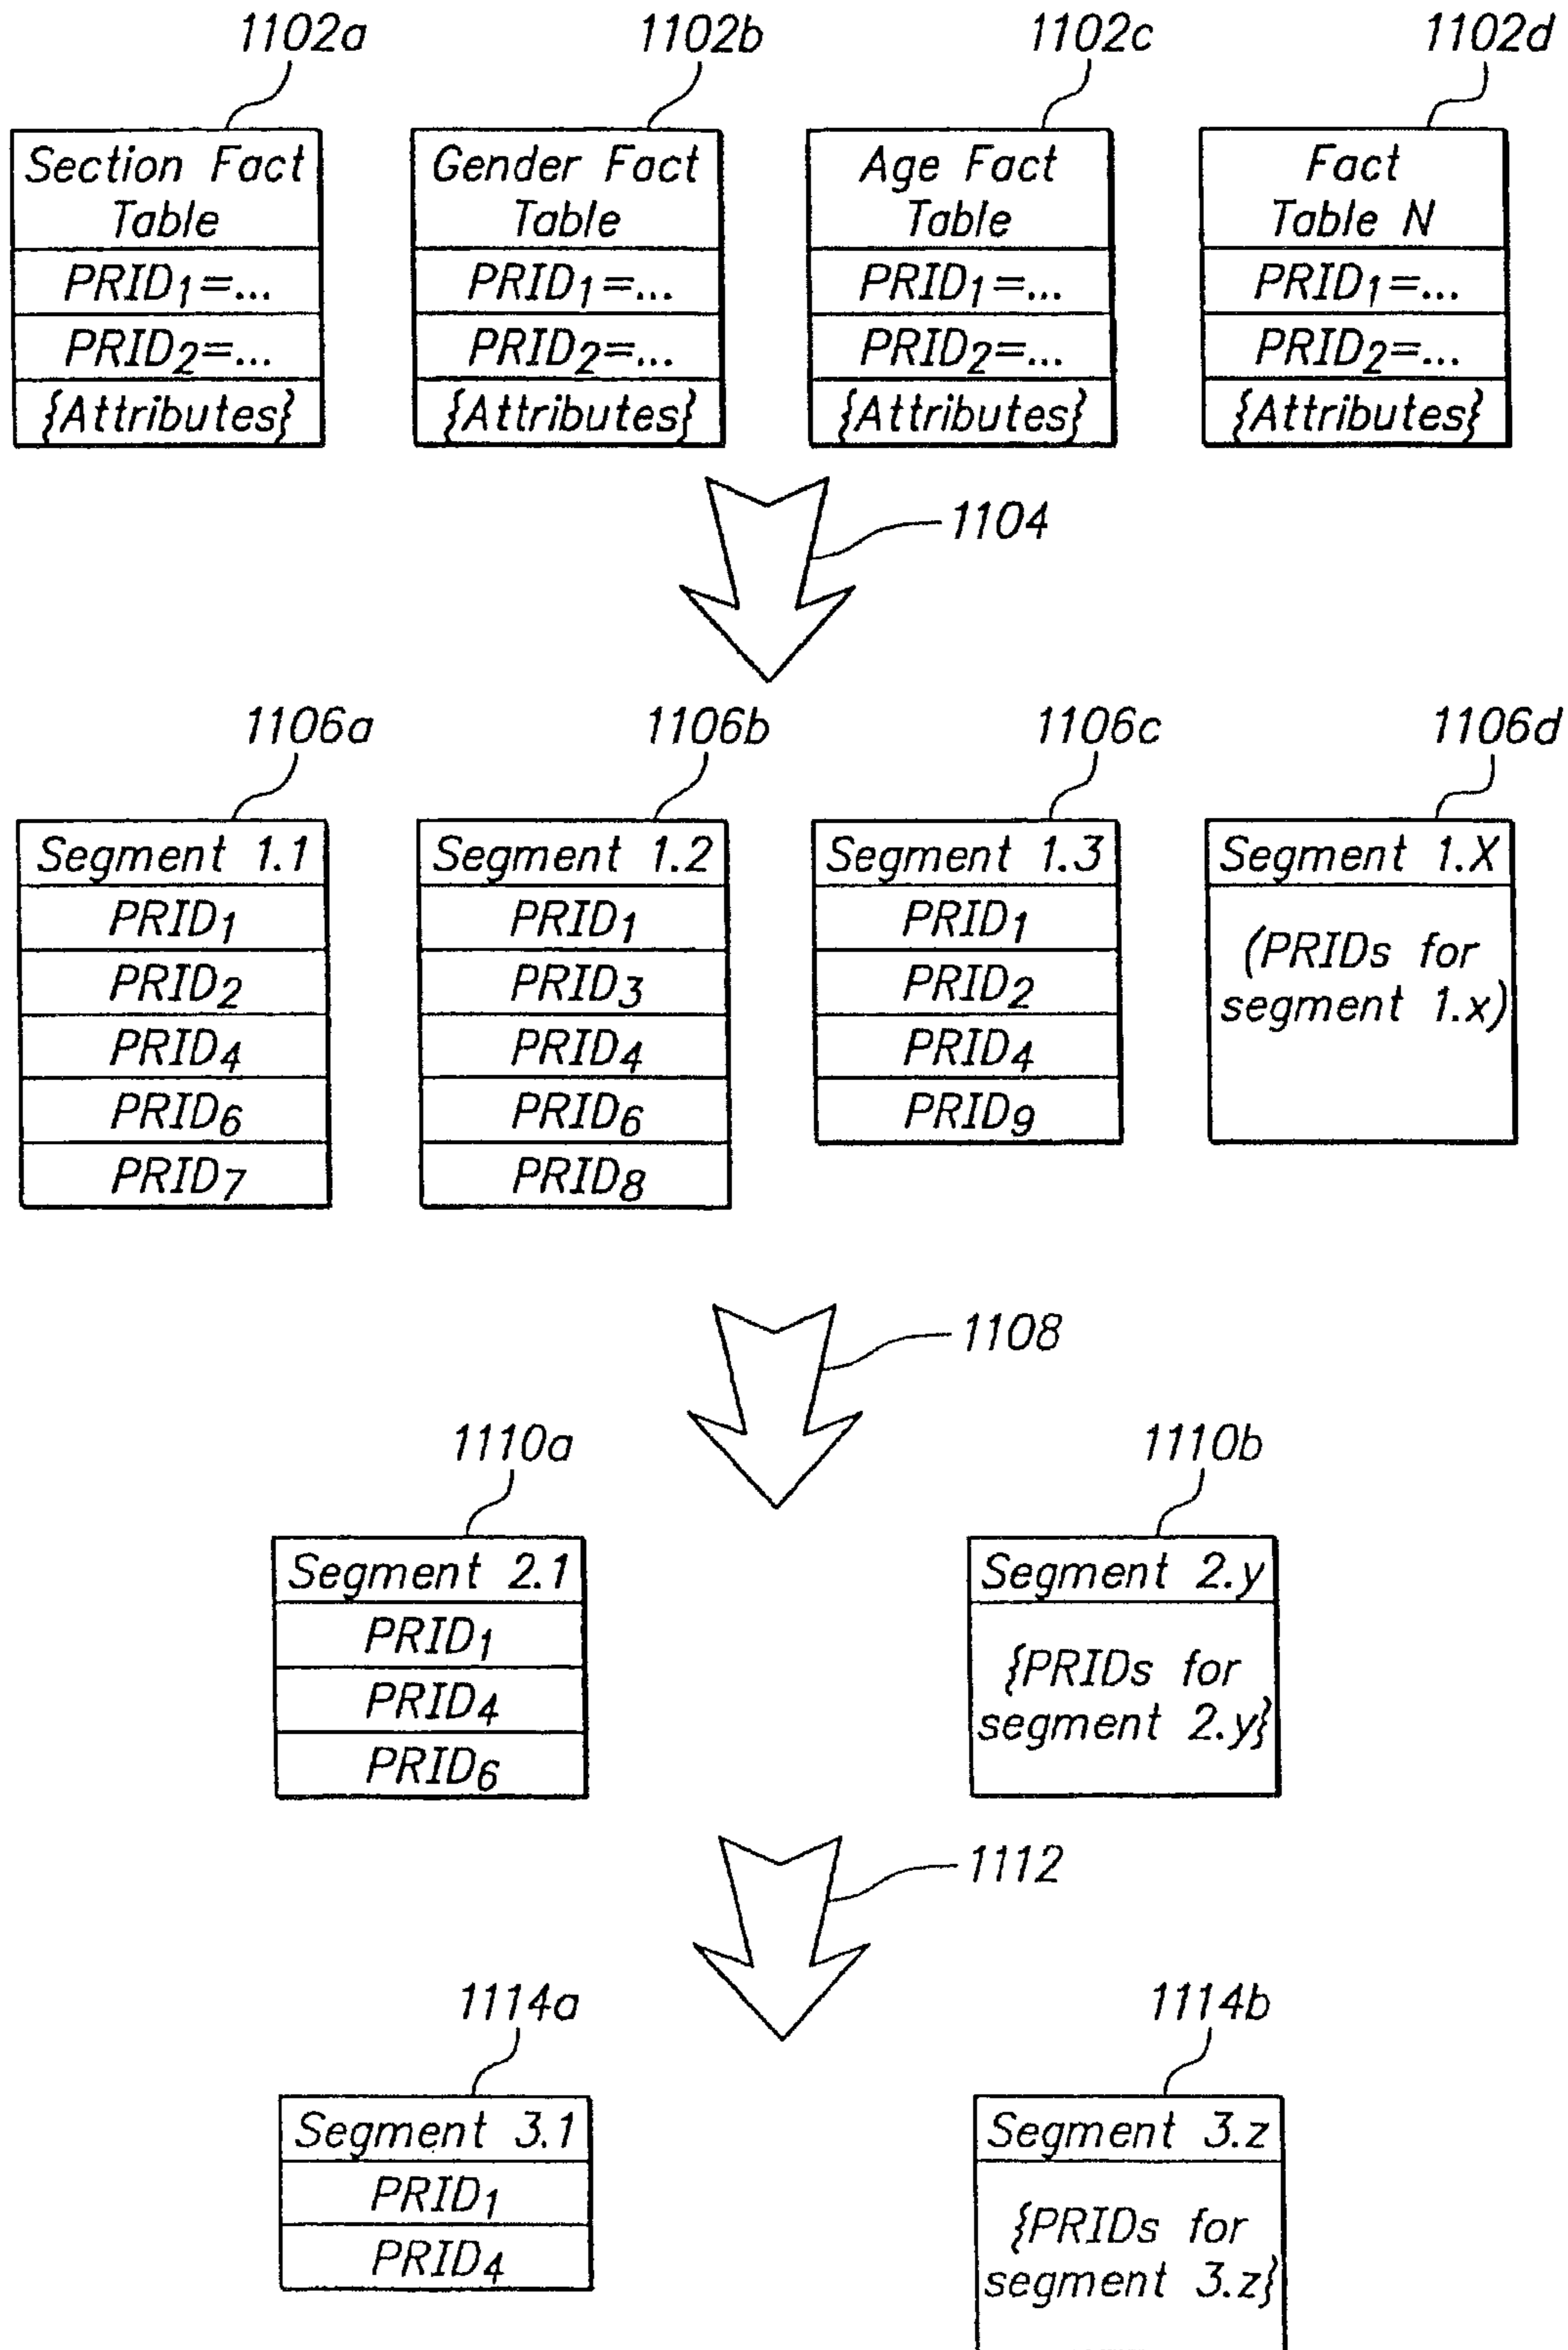 1102a 1102b 1102c 1102d
Section Fact Table
PRID1=...
PRID2=...
{Attributes}
Gender Fact Table
PRID1=...
PRID2=...
{Attributes}
Age Fact Table
PRID1=...
PRID2=...
{Attributes}
Fact Table N
PRID1=...
PRID2=...
{Attributes}
1104
1106a 1106b 1106c 1106d
Segment 1.1
PRID1
PRID2
PRID4
PRID6
PRID7
Segment 1.2
PRID1
PRID3
PRID4
PRID6
PRID8
Segment 1.3
PRID1
PRID2
PRID4
PRID9
Segment 1.X
(PRIDs for
segment 1.x)
1108
1110a 1110b
Segment 2.1
PRID1
PRID4
PRID6
Segment 2.y
{PRIDs for
segment 2.y}
1112
1114a 1114b
Segment 3.1
PRID1
PRID4
Segment 3.z
{PRIDs for
segment 3.z}